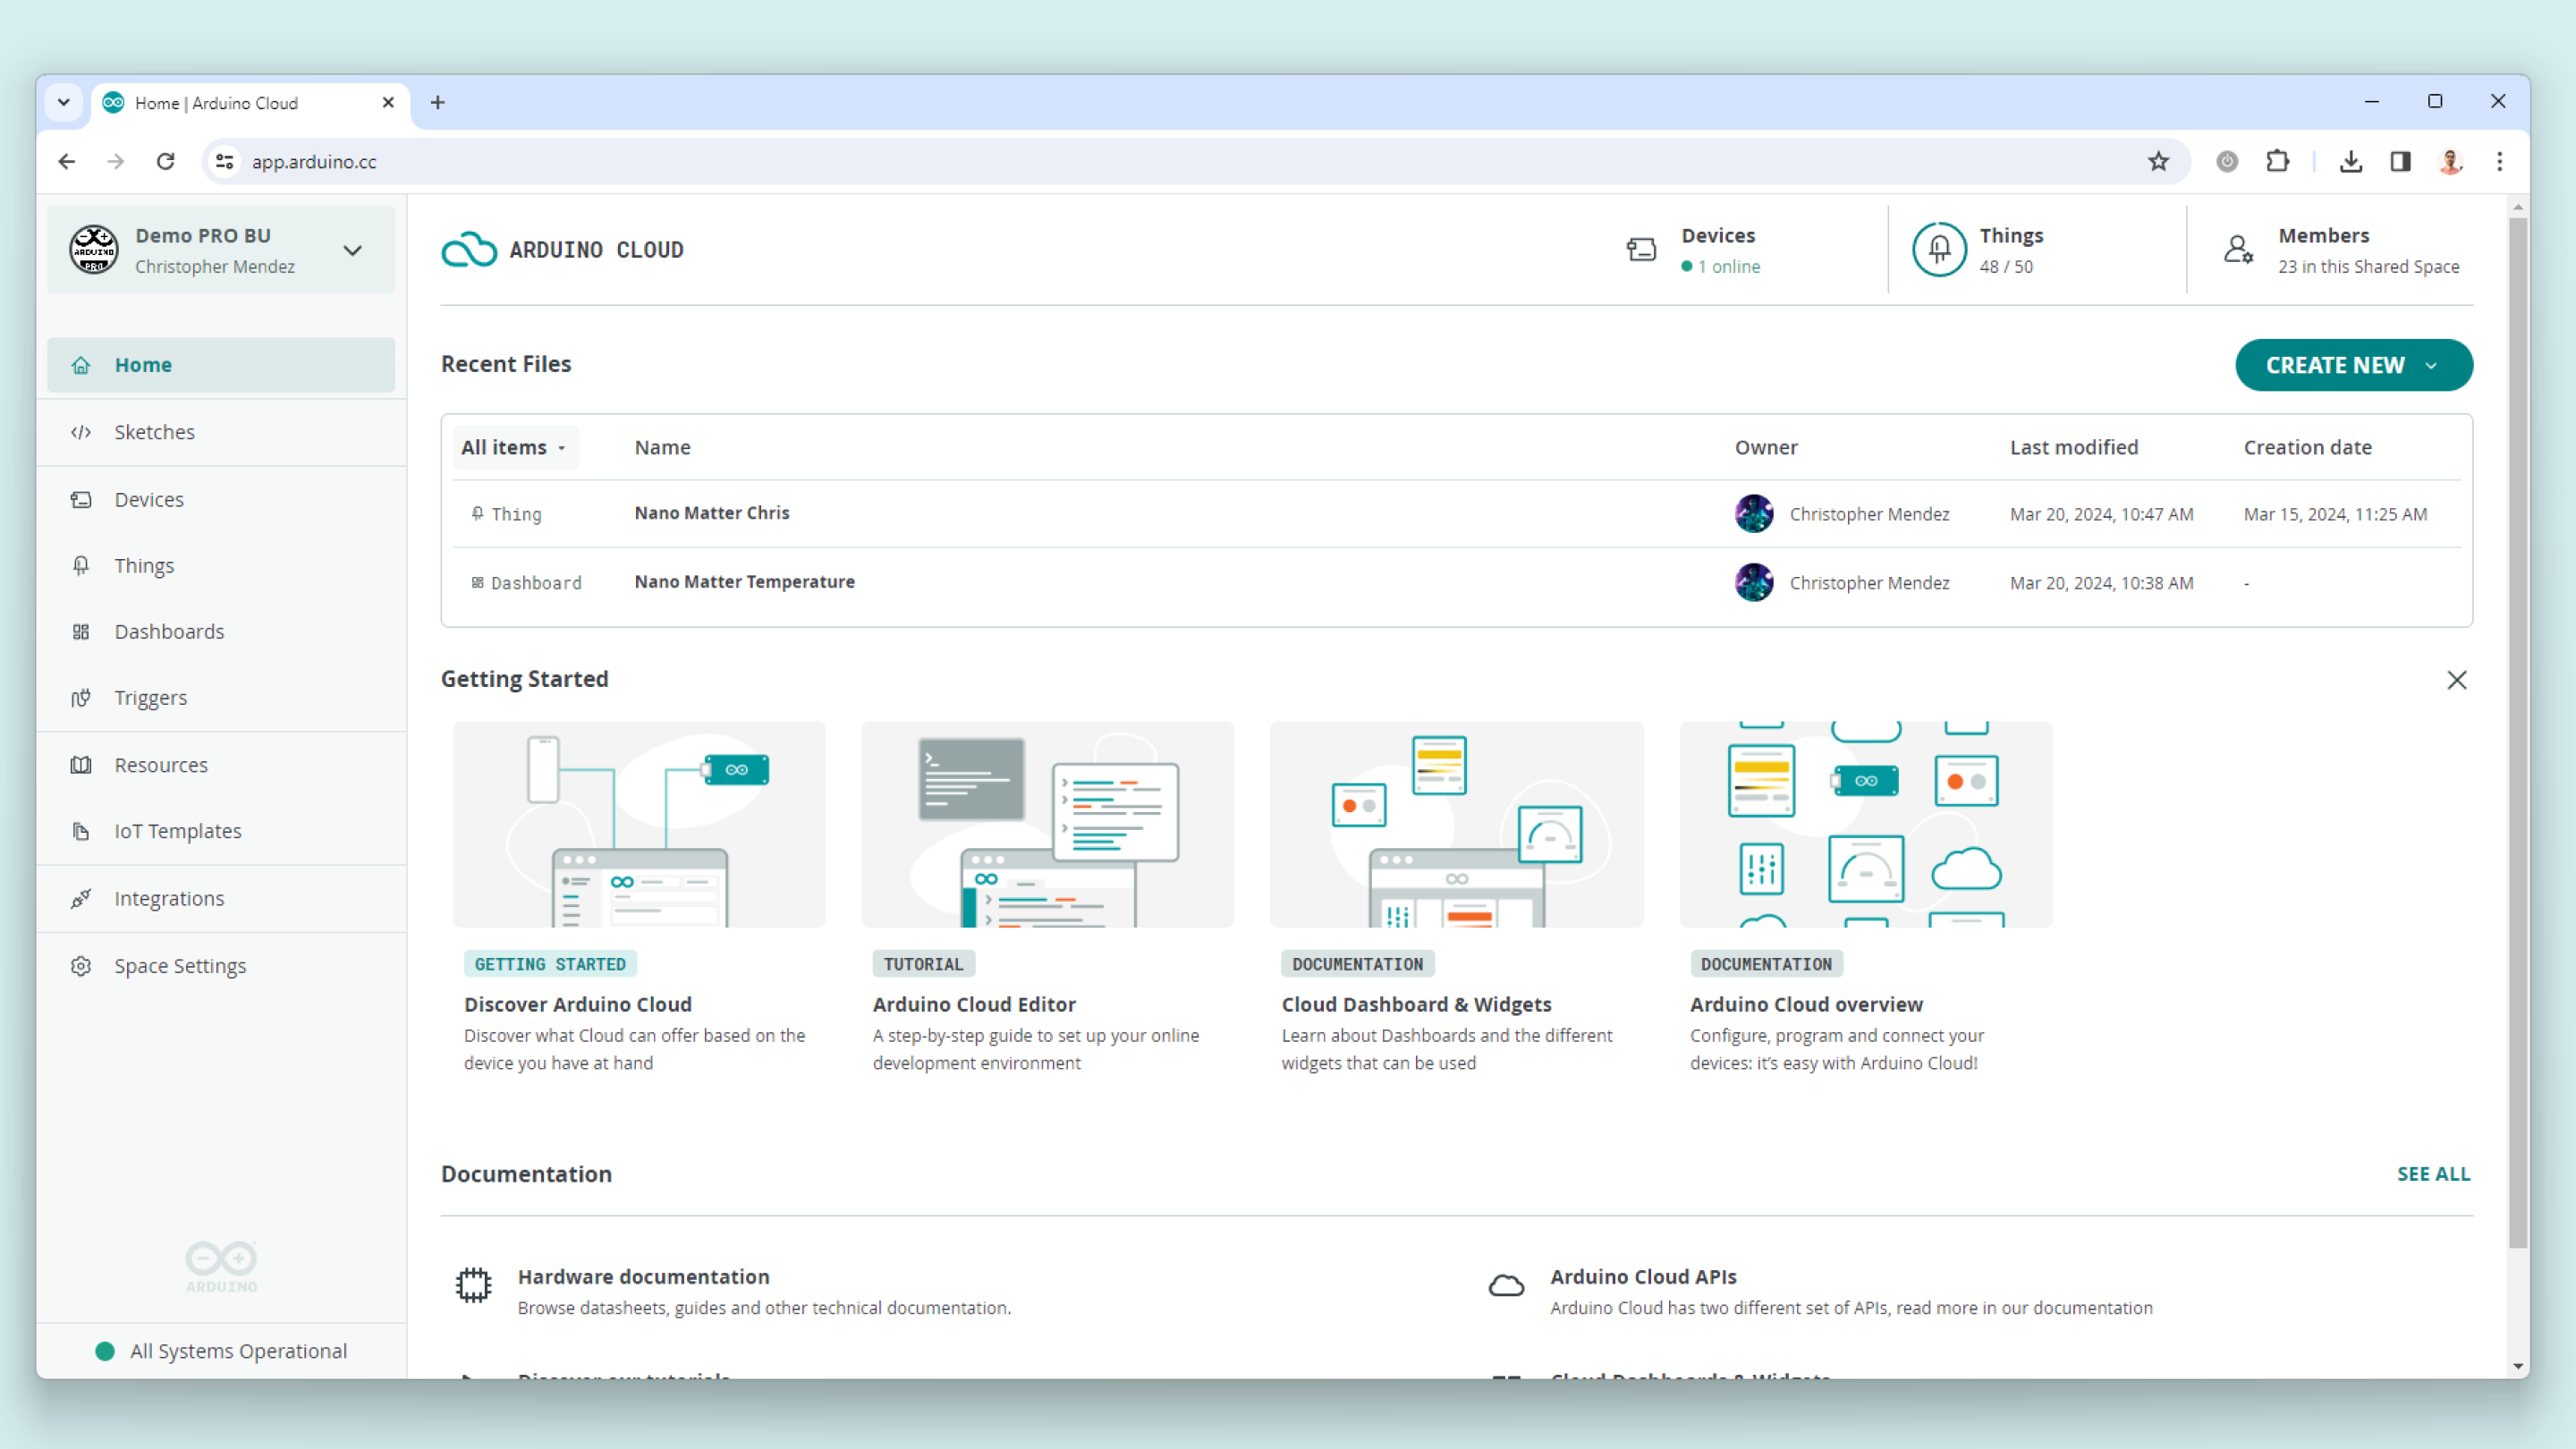 Home | Arduino Cloud
app.arduino.cc
ARDUINO
PRO
Demo PRO BU
Christopher Mendez
Home
Sketches
Devices
Things
Dashboards
Triggers
Resources
IoT Templates
Integrations
Space Settings
ARDUINO
All Systems Operational
ARDUINO CLOUD
Devices
1 online
Things
48 / 50
Members
23 in this Shared Space
Recent Files
CREATE NEW
All items Name Owner Last modified Creation date
Thing Nano Matter Chris Christopher Mendez Mar 20, 2024, 10:47 AM Mar 15, 2024, 11:25 AM
Dashboard Nano Matter Temperature Christopher Mendez Mar 20, 2024, 10:38 AM -
Getting Started
GETTING STARTED
Discover Arduino Cloud
Discover what Cloud can offer based on the
device you have at hand
TUTORIAL
Arduino Cloud Editor
A step-by-step guide to set up your online
development environment
DOCUMENTATION
Cloud Dashboard & Widgets
Learn about Dashboards and the different
widgets that can be used
DOCUMENTATION
Arduino Cloud overview
Configure, program and connect your
devices: it's easy with Arduino Cloud!
Documentation
SEE ALL
Hardware documentation
Browse datasheets, guides and other technical documentation.
Arduino Cloud APIs
Arduino Cloud has two different set of APIs, read more in our documentation
Discover our tutorials
Cloud Dashboards & Widgets